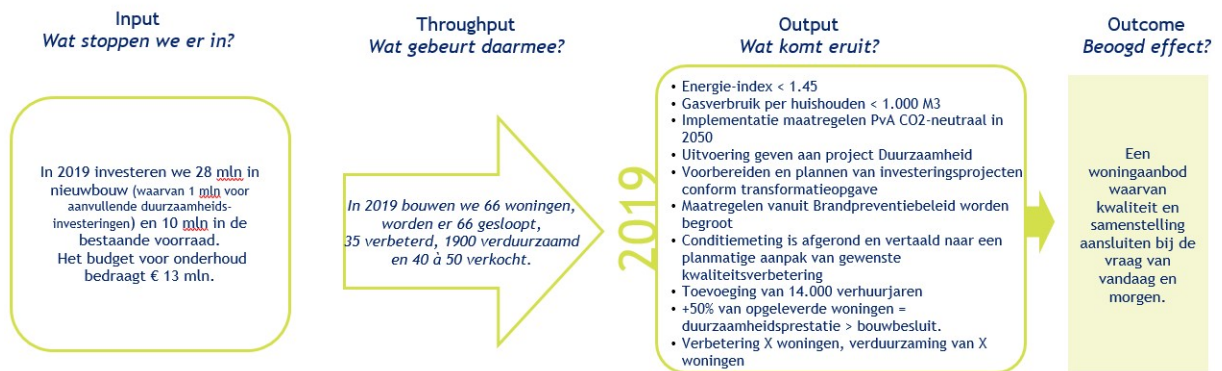 Input
Wat stoppen we er in?
Throughput
Wat gebeurt daarmee?
Output
Wat komt eruit?
Outcome
Beoogd effect?
In 2019 investeren we 28 mln in
nieuwbouw (waarvan 1 mln voor
aanvullende duurzaamheids-
investeringen) en 10 mln in de
bestaande voorraad.
Het budget voor onderhoud
bedraagt € 13 mln.
In 2019 bouwen we 66 woningen,
worden er 66 gesloopt,
35 verbeterd, 1900 verduurzaamd
en 40 à 50 verkocht.
2019
• Energie-index < 1.45
• Gasverbruik per huishouden < 1.000 M3
• Implementatie maatregelen PvA CO2-neutraal in
2050
• Uitvoering geven aan project Duurzaamheid
• Voorbereiden en plannen van investeringsprojecten
conform transformatieopgave
• Maatregelen vanuit Brandpreventiebeleid worden
begroot
• Conditiemeting is afgerond en vertaald naar een
planmatige aanpak van gewenste
kwaliteitsverbetering
• Toevoeging van 14.000 verhuurjaren
• +50% van opgeleverde woningen =
duurzaamheidsprestatie > bouwbesluit.
• Verbetering X woningen, verduurzaming van X
woningen
Een
woningaanbod
waarvan
kwaliteit en
samenstelling
aansluiten bij de
vraag van
vandaag en
morgen.